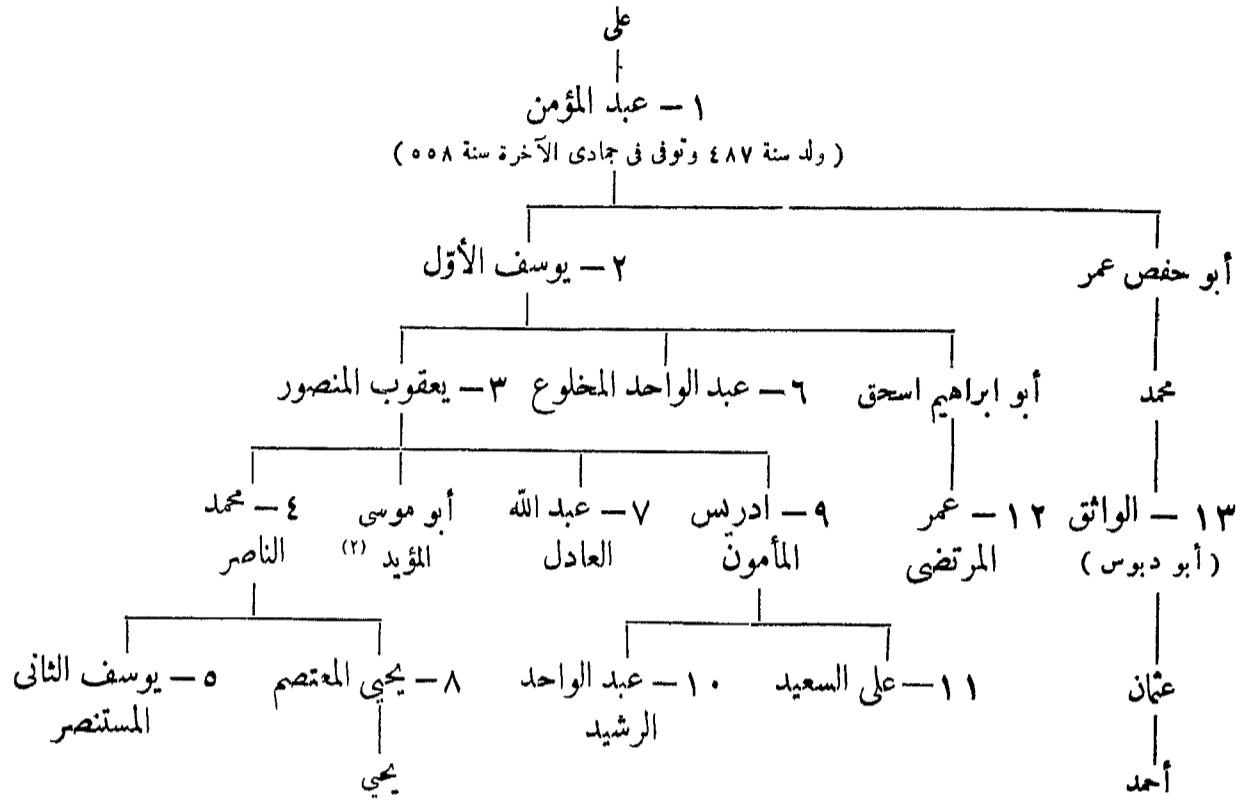 على
١ – عبد المؤمن
( ولد سنة ٤٨٧ وتوفى فى جمادى الآخرة سنة ٥٥٨ )
أبو حفص عمر
٢ – يوسف الأوّل
محمد
أبو ابراهيم اسحق
٦ – عبد الواحد المخلوع
٣ – يعقوب المنصور
١٣ – الواثق
( أبو دبوس )
١٢ – عمر
المرتضى
٩ – ادريس
المأمون
٧ – عبد الله
العادل
أبو موسى
المؤيد (٢)
٤ – محمد
الناصر
عثمان
١١ – على السعيد
١٠ – عبد الواحد
الرشيد
٨ – يحيي المعتصم
٥ – يوسف الثانى
المستنصر
أحمد
يحيي